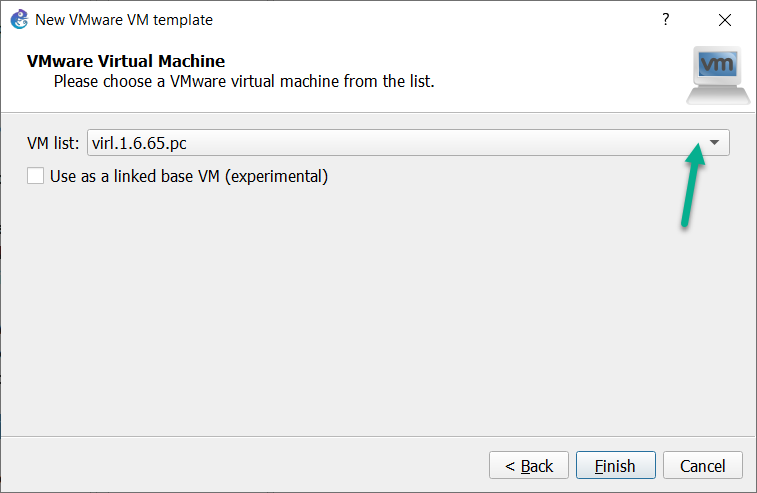 New VMware VM template
?
VMware Virtual Machine
Please choose a VMware virtual machine from the list.
vm
VM list: virl.1.6.65.pc
Use as a linked base VM (experimental)
< Back Finish Cancel